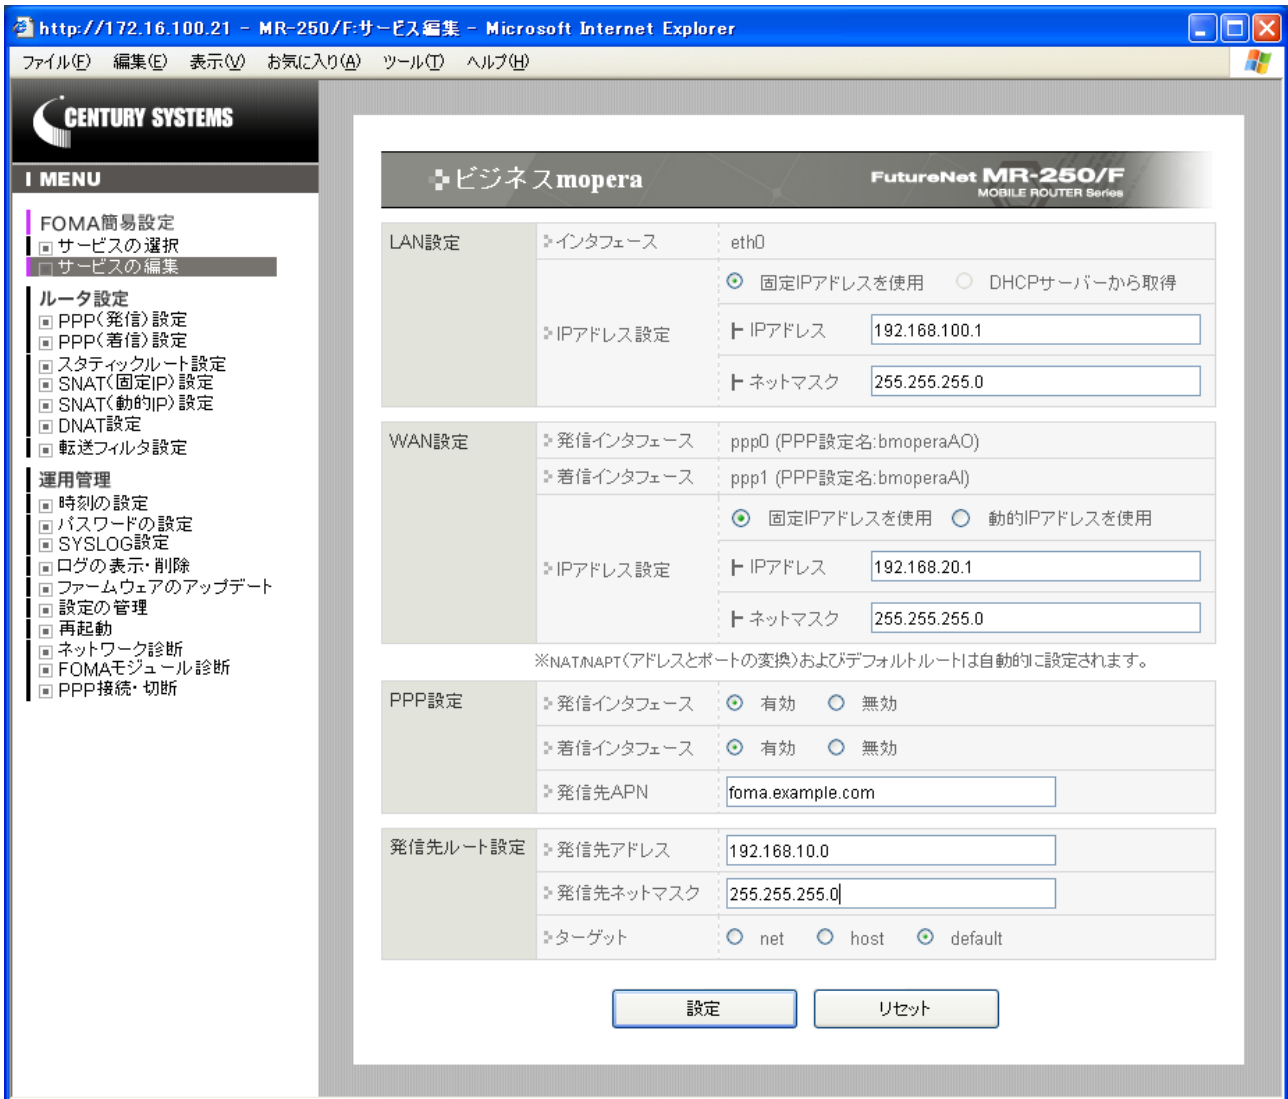 http://172.16.100.21 - MR-250/F:サービス編集 - Microsoft Internet Explorer
ファイル(F) 編集(E) 表示(V) お気に入り(A) ツール(T) ヘルプ(H)
CENTURY SYSTEMS
MENU
FOMA簡易設定
サービスの選択
サービスの編集
ルータ設定
PPP(発信)設定
PPP(着信)設定
スタティックルート設定
SNAT(固定IP)設定
SNAT(動的IP)設定
DNAT設定
転送フィルタ設定
運用管理
時刻の設定
パスワードの設定
SYSLOG設定
ログの表示・削除
ファームウェアのアップデート
設定の管理
再起動
ネットワーク診断
FOMAモジュール診断
PPP接続・切断
ビジネスmopera
FutureNet MR-250/F
MOBILE ROUTER Series
LAN設定 インタフェース eth0
固定IPアドレスを使用 DHCPサーバーから取得
IPアドレス設定
IPアドレス 192.168.100.1
ネットマスク 255.255.255.0
WAN設定 発信インタフェース ppp0 (PPP設定名:bmoperaAO)
着信インタフェース ppp1 (PPP設定名:bmoperaAI)
固定IPアドレスを使用 動的IPアドレスを使用
IPアドレス設定
IPアドレス 192.168.20.1
ネットマスク 255.255.255.0
※NAT/NAPT(アドレスとポートの変換)およびデフォルトルートは自動的に設定されます。
PPP設定 発信インタフェース 有効 無効
着信インタフェース 有効 無効
発信先APN foma.example.com
発信先ルート設定 発信先アドレス 192.168.10.0
発信先ネットマスク 255.255.255.0
ターゲット net host default
設定 リセット